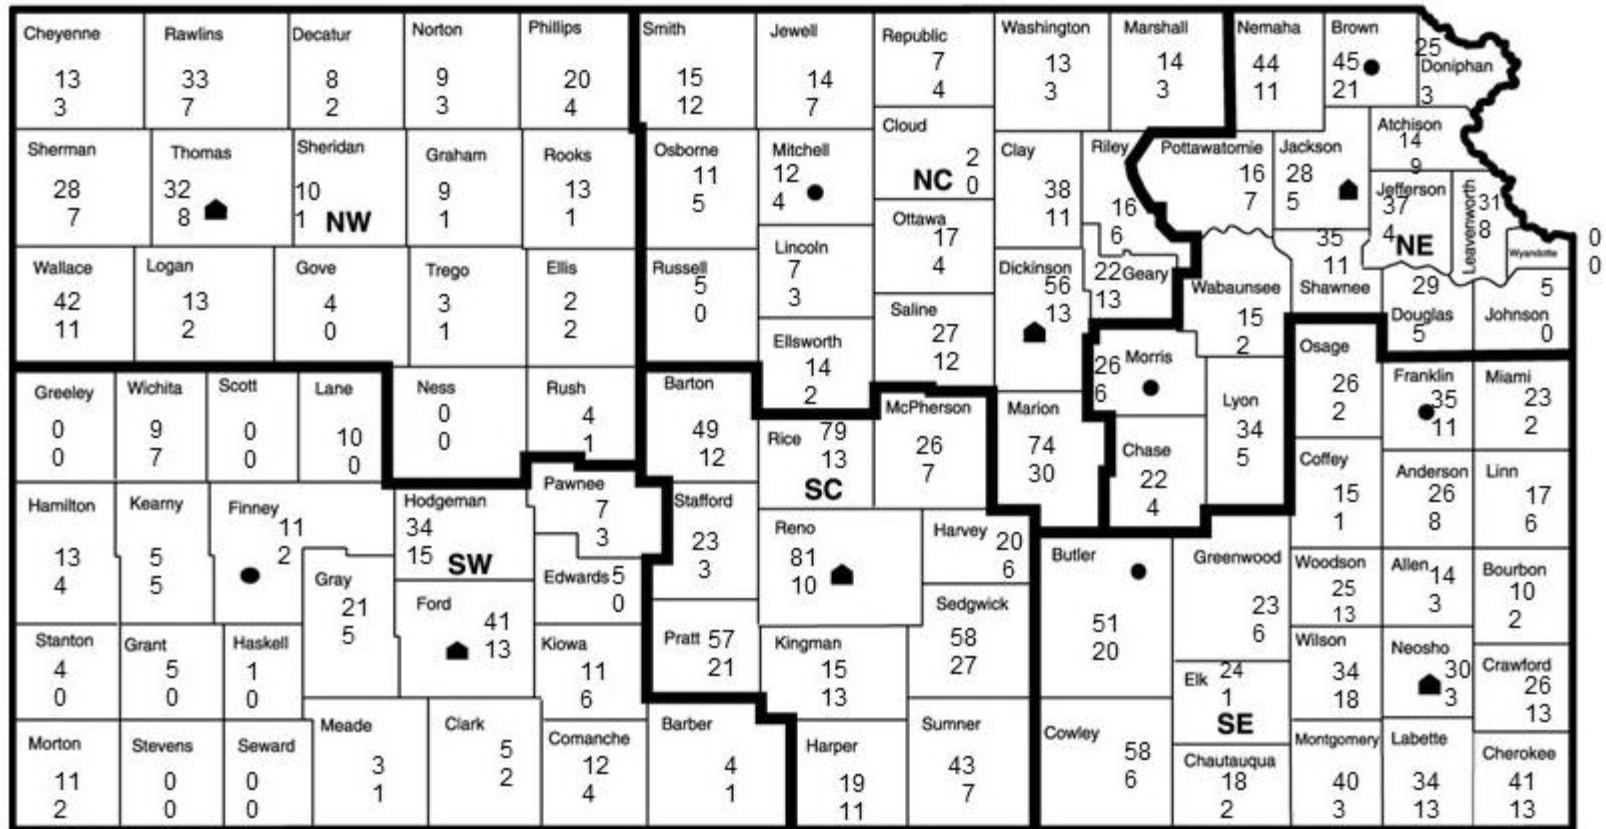 Cheyenne
13
3
Rawlins
33
7
Decatur
8
2
Norton
9
3
Phillips
20
4
Smith
15
12
Jewell
14
7
Republic
7
4
Washington
13
3
Marshall
14
3
Nemaha
44
11
Brown
45
21
25
Doniphan
3
Sherman
28
7
Thomas
32
8
Sheridan
10
1
NW
Graham
9
1
Rooks
13
1
Osborne
11
5
Mitchell
12
4
Cloud
2
0
NC
Clay
38
11
Riley
16
6
Pottawatomie
16
7
Jackson
28
5
Atchison
14
9
Jefferson
37
4
NE
Leavenworth
31
8
Wyandotte
0
0
Wallace
42
11
Logan
13
2
Gove
4
0
Trego
3
1
Ellis
2
2
Russell
5
0
Lincoln
7
3
Ottawa
17
4
Dickinson
56
13
22
Geary
13
Wabaunsee
15
2
35
11
Shawnee
29
Douglas
5
5
Johnson
0
Ellsworth
14
2
Saline
27
12
26
Morris
6
Lyon
34
5
Osage
26
2
Franklin
35
11
Miami
23
2
Greeley
0
0
Wichita
9
7
Scott
0
0
Lane
10
0
Ness
0
0
Rush
4
1
Barton
49
12
Rice
79
13
SC
McPherson
26
7
Marion
74
30
Chase
22
4
Coffey
15
1
Anderson
26
8
Linn
17
6
Hamilton
13
4
Kearny
5
5
Finney
11
2
Hodgeman
34
15
SW
Pawnee
7
3
Stafford
23
3
Reno
81
10
Harvey
20
6
Butler
51
20
Greenwood
23
6
Woodson
25
13
Allen
14
3
Bourbon
10
2
Gray
21
5
Ford
41
13
Edwards
5
0
Stanton
4
0
Grant
5
0
Haskell
1
0
Kiowa
11
6
Pratt
57
21
Kingman
15
13
Sedgwick
58
27
Elk
24
1
SE
Wilson
34
18
Neosho
30
3
Crawford
26
13
Morton
11
2
Stevens
0
0
Seward
0
0
Meade
3
1
Clark
5
2
Comanche
12
4
Barber
4
1
Harper
19
11
Sumner
43
7
Cowley
58
6
Chautauqua
18
2
Montgomery
40
3
Labette
34
13
Cherokee
41
13